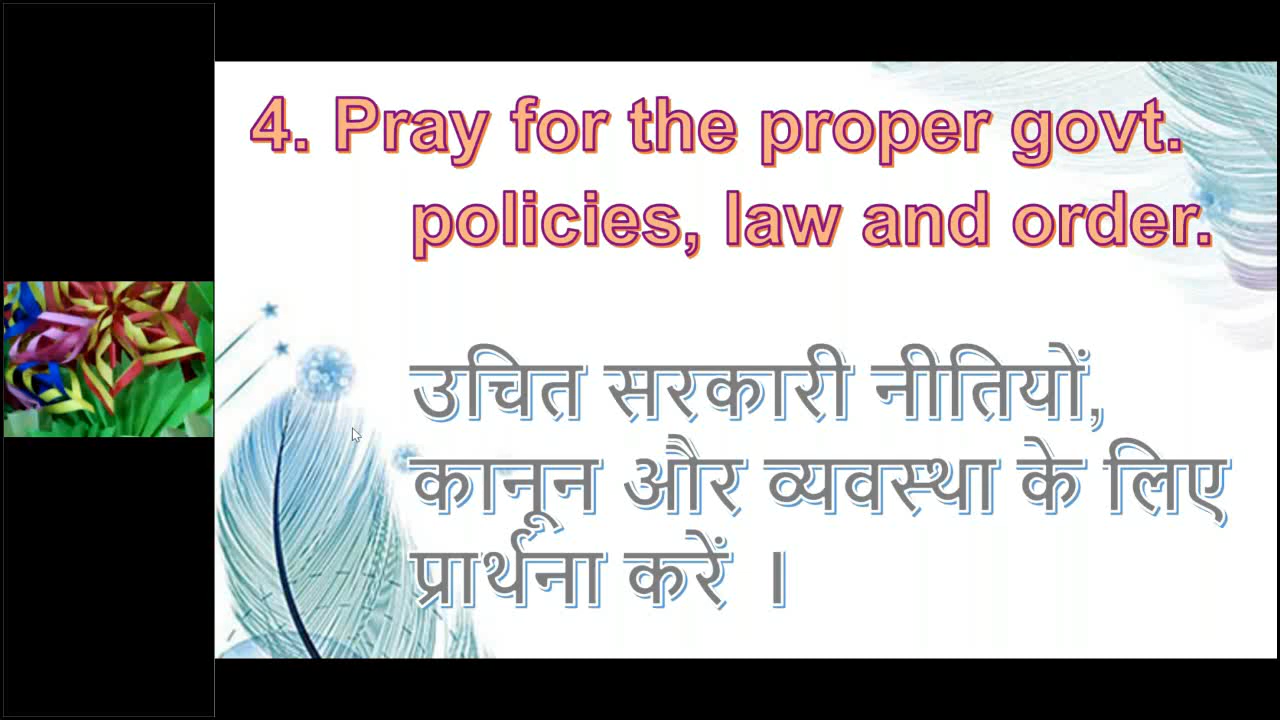 4. Pray for the proper govt.
policies, law and order.
उचित सरकारी नीतियों,
कानून और व्यवस्था के लिए
प्रार्थना करें ।